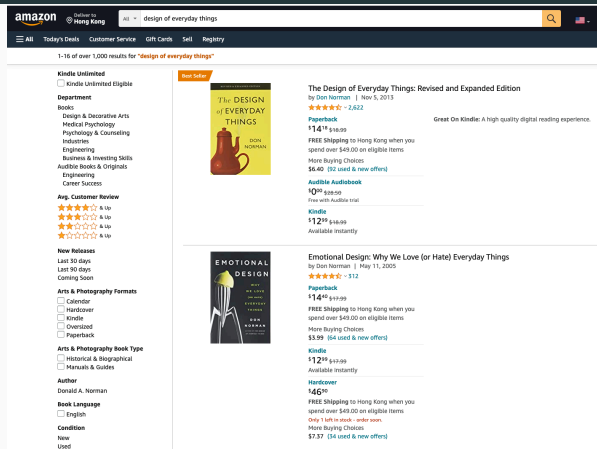 amazon
Deliver to
Hong Kong
All
design of everyday things
All
Today's Deals
Customer Service
Gift Cards
Sell
Registry
1-16 of over 1,000 results for "design of everyday things"
Kindle Unlimited
Kindle Unlimited Eligible
Department
Books
Design & Decorative Arts
Medical Psychology
Psychology & Counseling
Industries
Engineering
Business & Investing Skills
Audible Books & Originals
Engineering
Career Success
Avg. Customer Review
& Up
& Up
& Up
& Up
New Releases
Last 30 days
Last 90 days
Coming Soon
Arts & Photography Formats
Calendar
Hardcover
Kindle
Oversized
Paperback
Arts & Photography Book Type
Historical & Biographical
Manuals & Guides
Author
Donald A. Norman
Book Language
English
Condition
New
Used
Best Seller
The DESIGN
of EVERYDAY
THINGS
DON
NORMAN
The Design of Everyday Things: Revised and Expanded Edition
by Don Norman | Nov 5, 2013
2,622
Paperback
$14.18 $18.99
FREE Shipping to Hong Kong when you
spend over $49.00 on eligible items
More Buying Choices
$6.40 (92 used & new offers)
Audible Audiobook
$0.00 $28.50
Free with Audible trial
Kindle
$12.99 $18.99
Available Instantly
Great On Kindle: A high quality digital reading experience.
EMOTIONAL
DESIGN
WHY
WE LOVE
(OR HATE)
EVERYDAY
THINGS
DON
NORMAN
Emotional Design: Why We Love (or Hate) Everyday Things
by Don Norman | May 11, 2005
512
Paperback
$14.40 $17.99
FREE Shipping to Hong Kong when you
spend over $49.00 on eligible items
More Buying Choices
$3.99 (64 used & new offers)
Kindle
$12.99 $17.99
Available Instantly
Hardcover
$46.90
FREE Shipping to Hong Kong when you
spend over $49.00 on eligible items
Only 1 left in stock - order soon.
More Buying Choices
$7.37 (34 used & new offers)